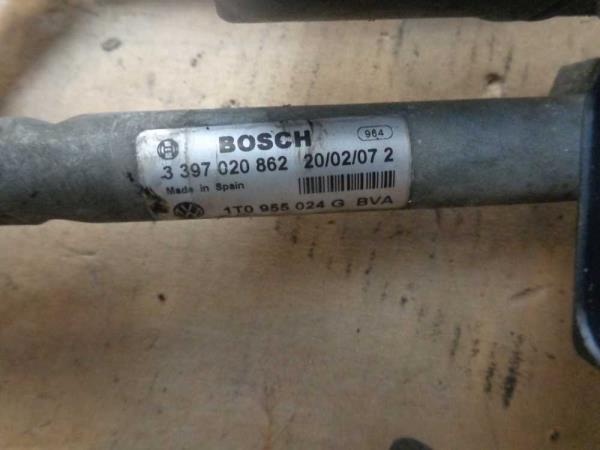 BOSCH 964
3 397 020 862 20/02/07 2
Made in Spain
1T0 955 024 G BVA